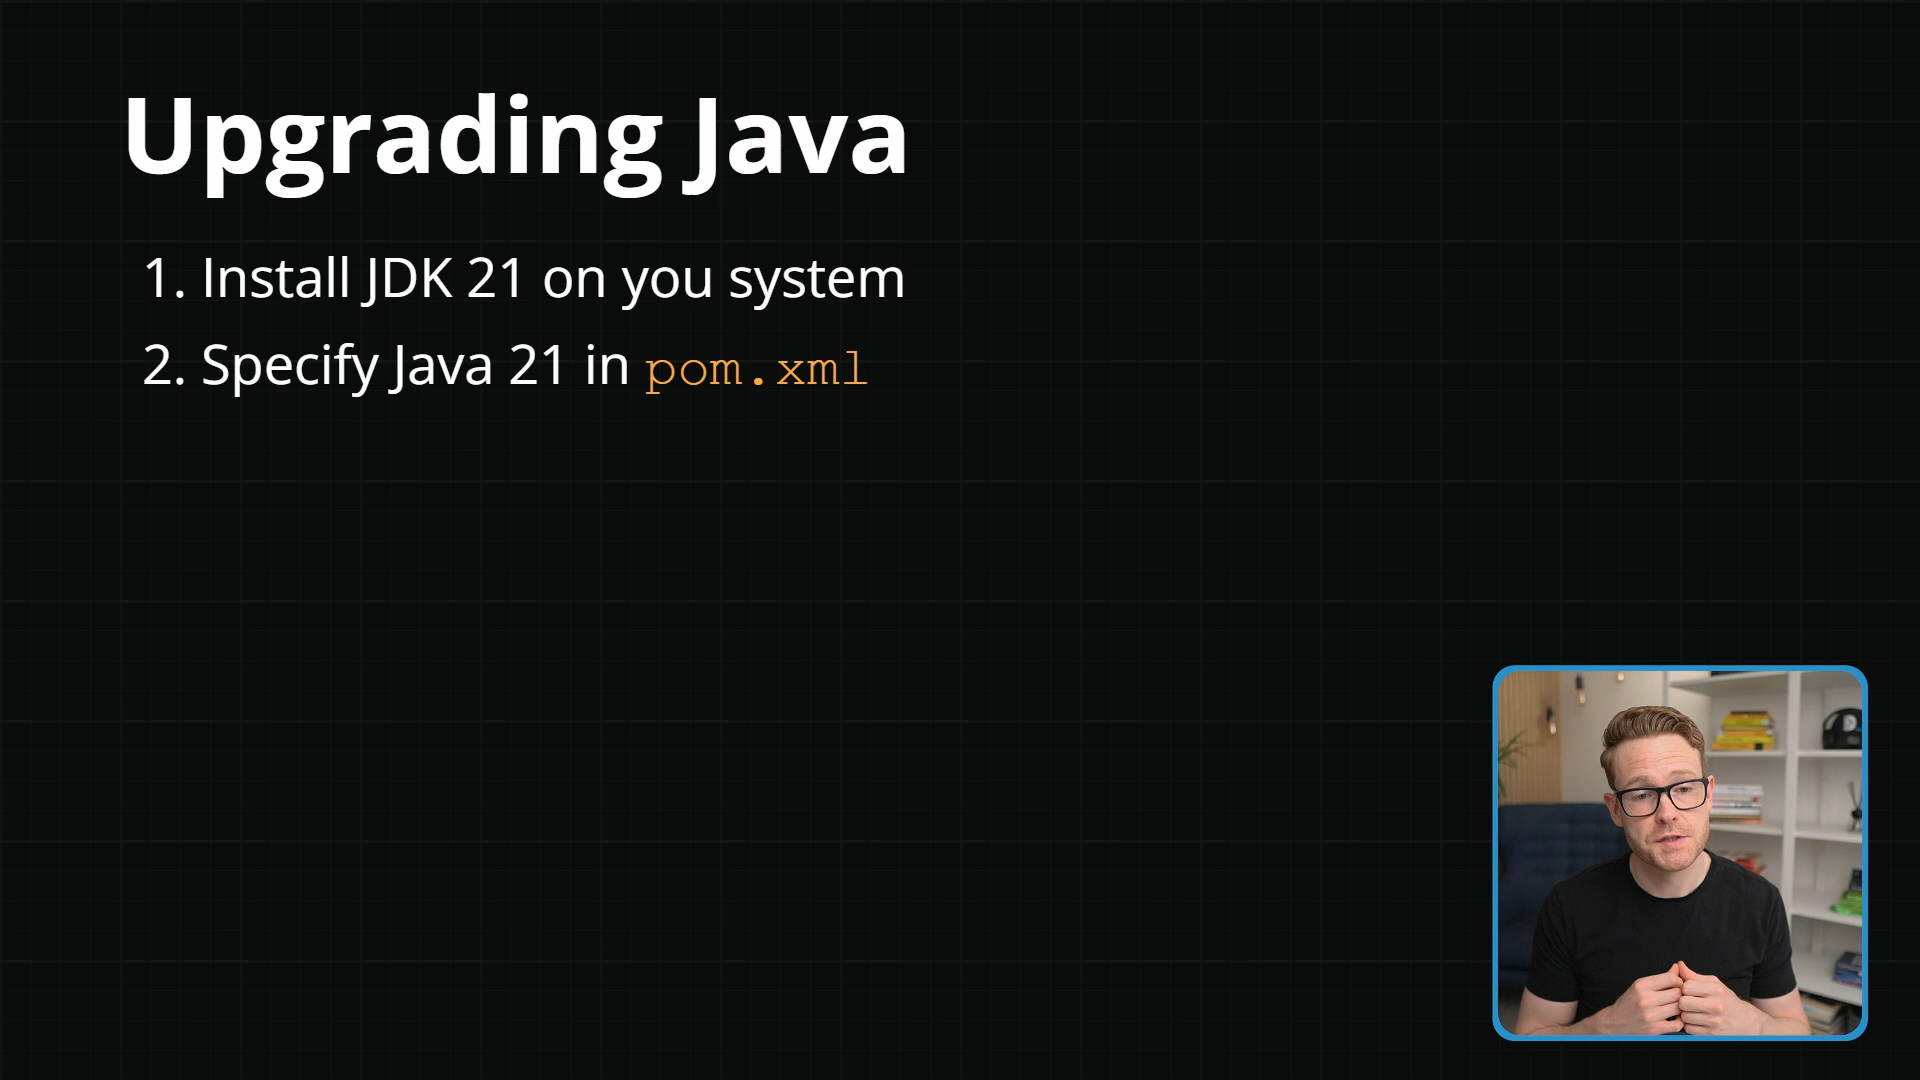 Upgrading Java
1. Install JDK 21 on you system
2. Specify Java 21 in pom.xml